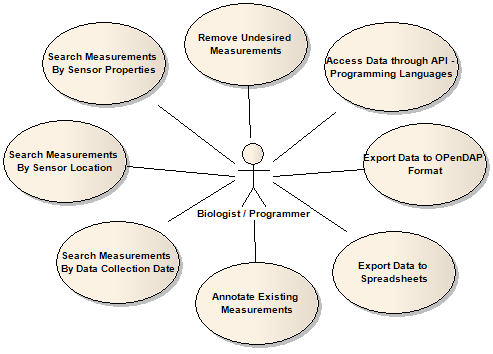 Remove Undesired
Measurements
Search Measurements
By Sensor Properties
Access Data through API -
Programming Languages
Search Measurements
By Sensor Location
Export Data to OPenDAP
Format
Biologist / Programmer
Search Measurements
By Data Collection Date
Export Data to
Spreadsheets
Annotate Existing
Measurements